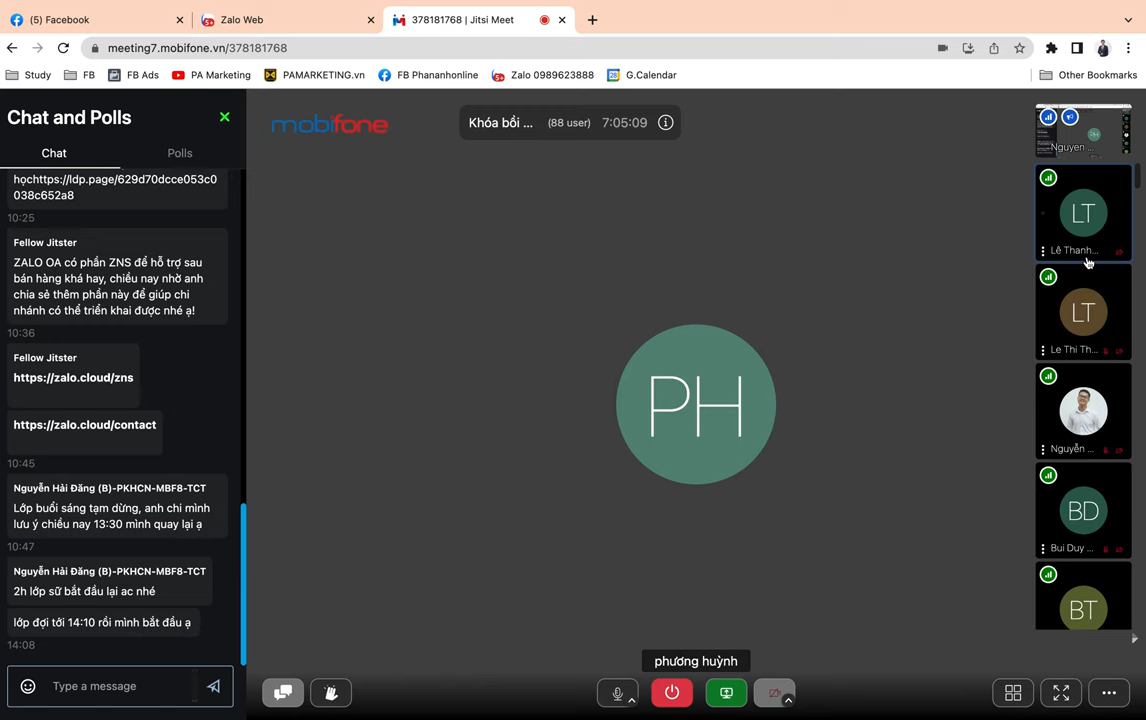 (5) Facebook
Zalo Web
378181768 | Jitsi Meet
meeting7.mobifone.vn/378181768
Study
FB
FB Ads
PA Marketing
PAMARKETING.vn
FB Phananhonline
Zalo 0989623888
G.Calendar
Other Bookmarks
Chat and Polls
Chat
Polls
họchttps://ldp.page/629d70dcce053c0
038c652a8
10:25
Fellow Jitster
ZALO OA có phần ZNS để hỗ trợ sau
bán hàng khá hay, chiều nay nhờ anh
chia sẻ thêm phần này để giúp chi
nhánh có thể triển khai được nhé ạ!
10:36
Fellow Jitster
https://zalo.cloud/zns
https://zalo.cloud/contact
10:45
Nguyễn Hải Đăng (B)-PKHCN-MBF8-TCT
Lớp buổi sáng tạm dừng, anh chi mình
lưu ý chiều nay 13:30 mình quay lại ạ
10:47
Nguyễn Hải Đăng (B)-PKHCN-MBF8-TCT
2h lớp sữ bắt đầu lại ac nhé
lớp đợi tới 14:10 rồi mình bắt đầu ạ
14:08
Type a message
mobifone
Khóa bồi ...
(88 user)
7:05:09
PH
phương huỳnh
Nguyen ...
LT
Lê Thanh...
LT
Le Thi Th...
Nguyễn ...
BD
Bui Duy ...
BT